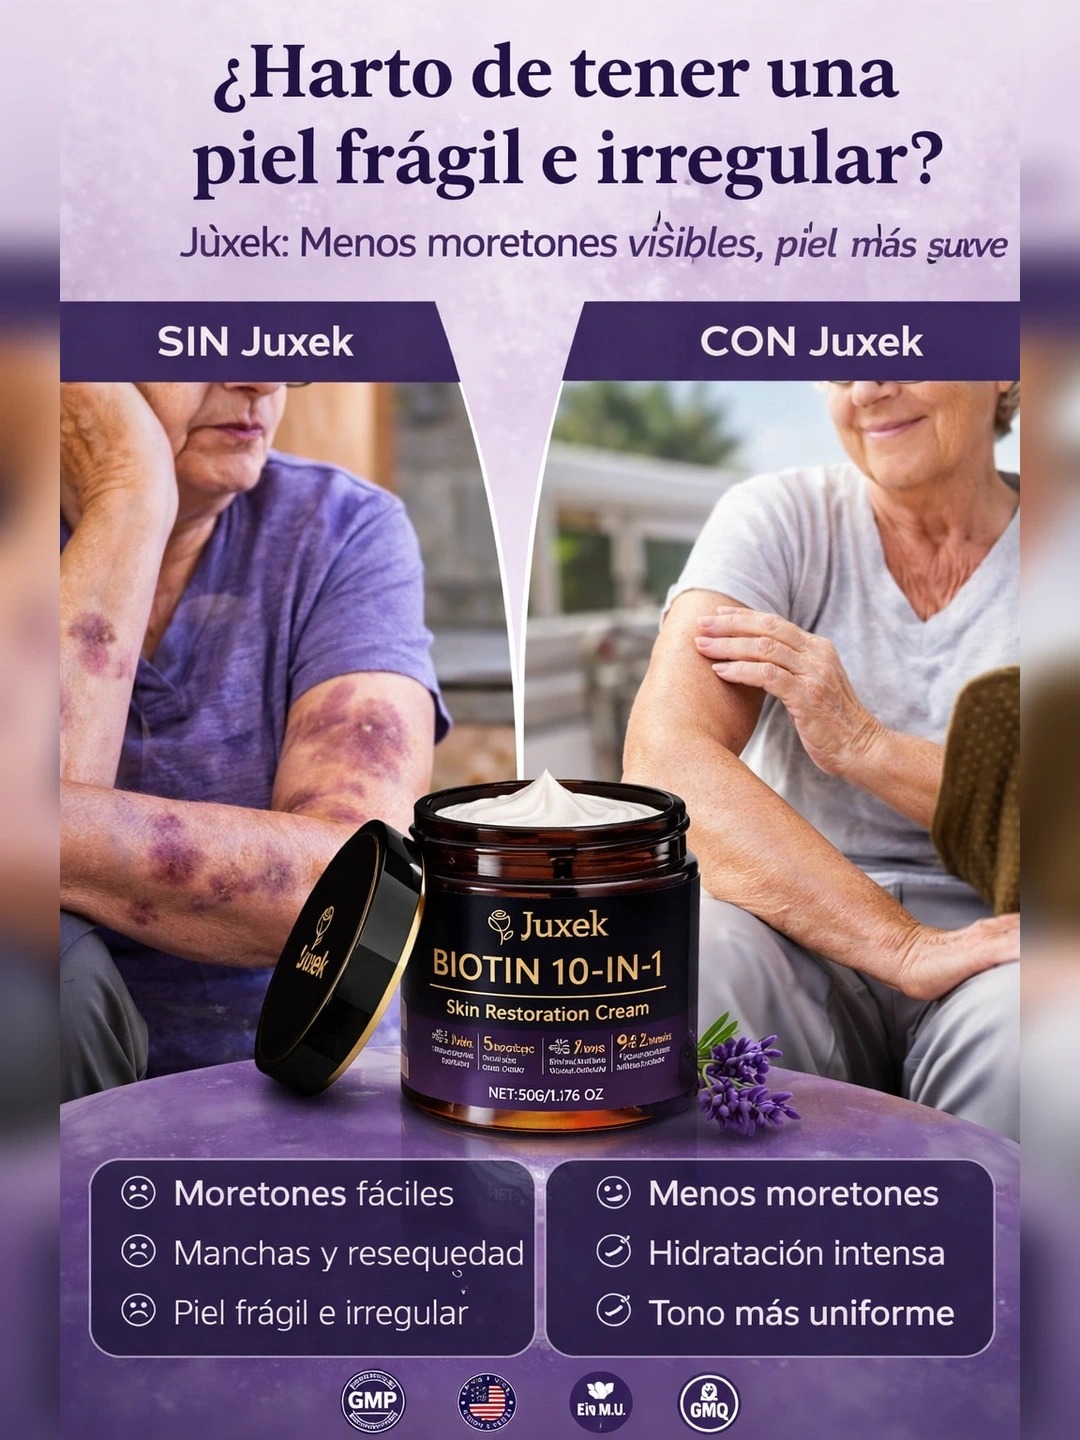 ¿Harto de tener una
piel frágil e irregular?
Jùxek: Menos moretones visibles, piel más
SIN Juxek
CON Juxek
Juxek
Juxek
BIOTIN 10-IN-1
Skin Restoration Cream
NET:50G/1.176 OZ
Moretones fáciles
Manchas y resequedad
Piel frágil e irregular
Menos moretones
Hidratación intensa
Tono más uniforme
GMP
M.U.
GMQ